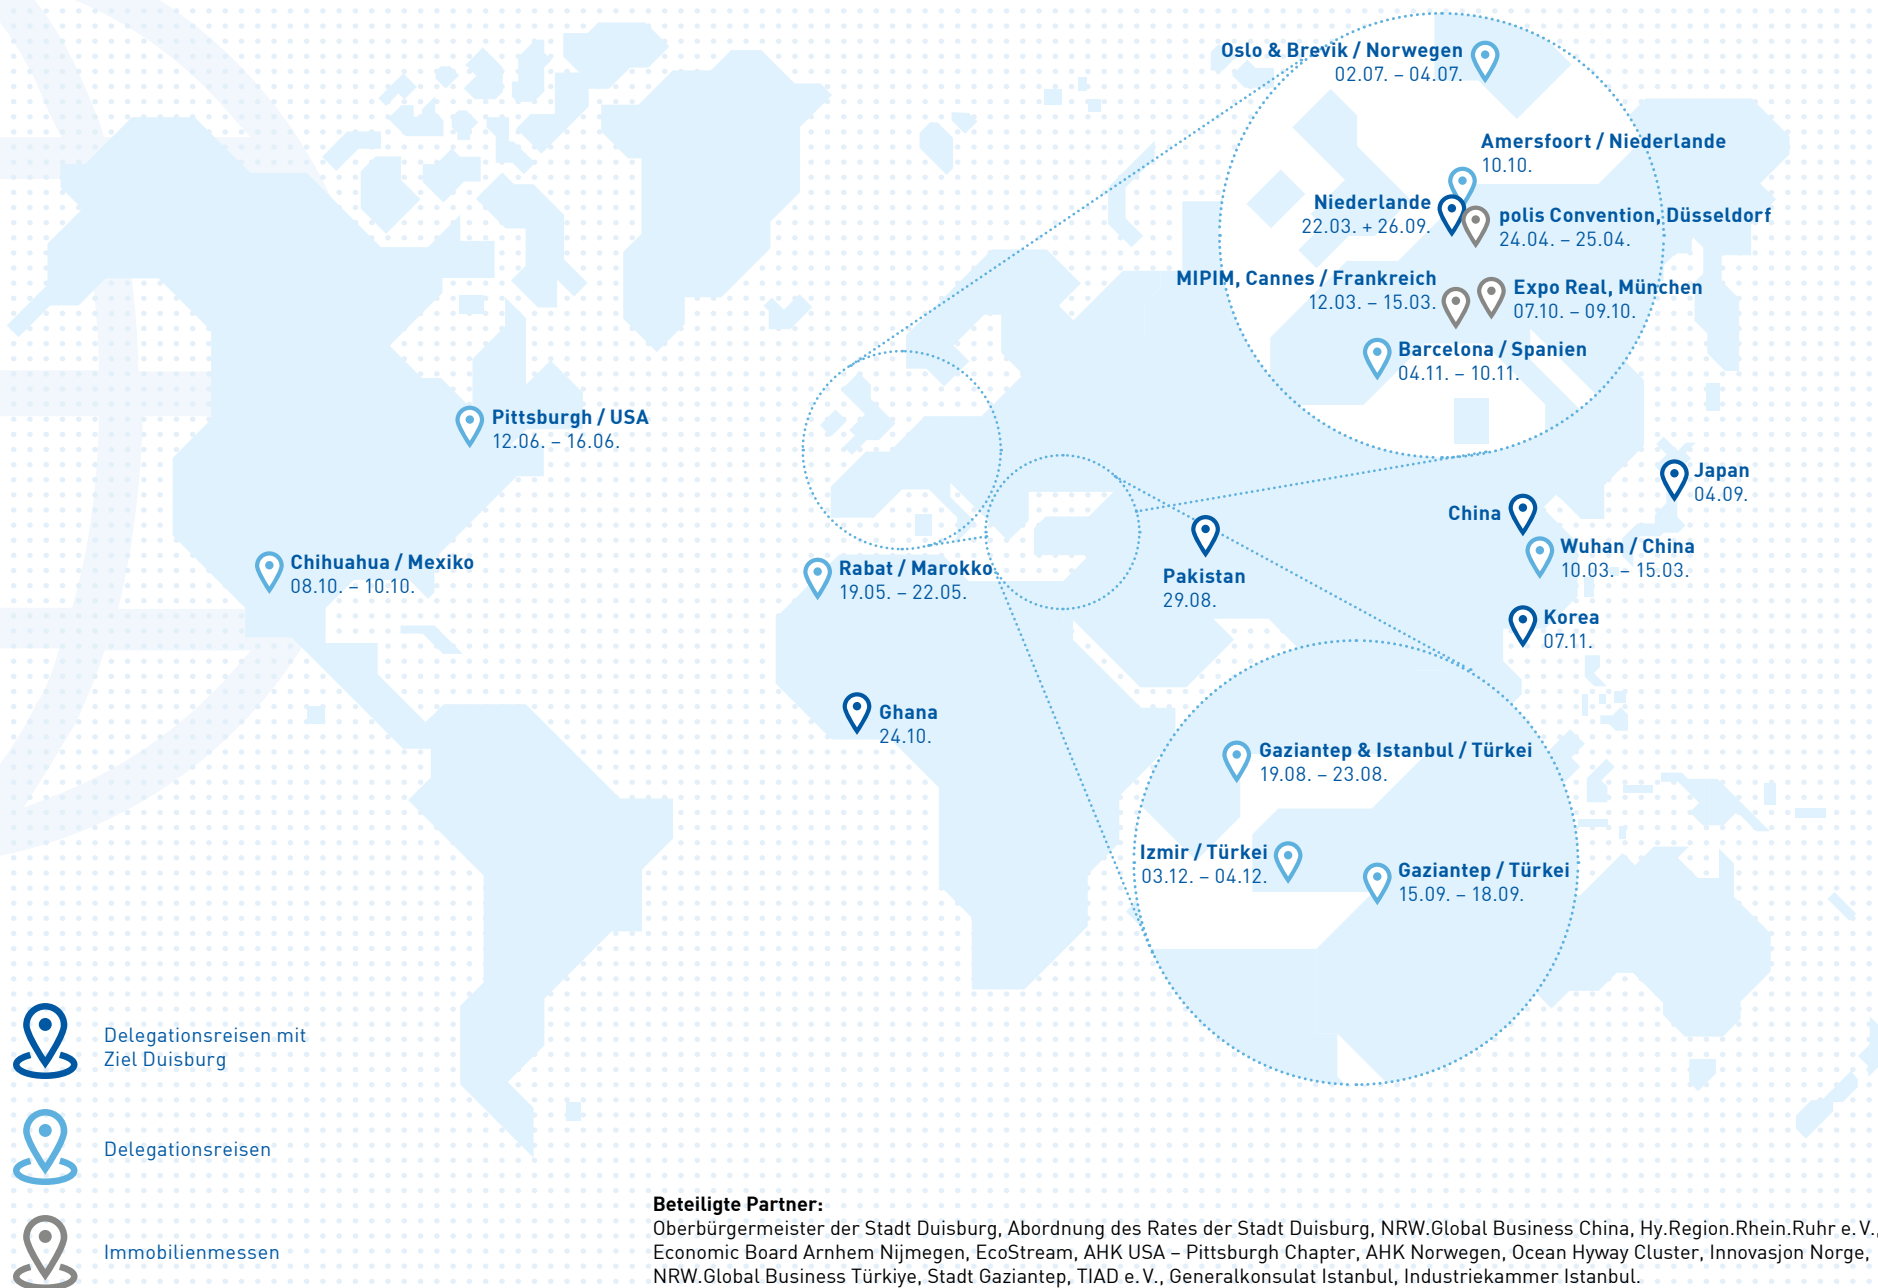 Oslo & Brevik / Norwegen
02.07. – 04.07.
Amersfoort / Niederlande
10.10.
Niederlande
22.03. + 26.09.
polis Convention, Düsseldorf
24.04. – 25.04.
MIPIM, Cannes / Frankreich
12.03. – 15.03.
Expo Real, München
07.10. – 09.10.
Barcelona / Spanien
04.11. – 10.11.
Pittsburgh / USA
12.06. – 16.06.
Japan
04.09.
China
Wuhan / China
10.03. – 15.03.
Chihuahua / Mexiko
08.10. – 10.10.
Rabat / Marokko
19.05. – 22.05.
Pakistan
29.08.
Korea
07.11.
Ghana
24.10.
Gaziantep & Istanbul / Türkei
19.08. – 23.08.
Izmir / Türkei
03.12. – 04.12.
Gaziantep / Türkei
15.09. – 18.09.
Delegationsreisen mit
Ziel Duisburg
Delegationsreisen
Immobilienmessen
Beteiligte Partner:
Oberbürgermeister der Stadt Duisburg, Abordnung des Rates der Stadt Duisburg, NRW.Global Business China, Hy.Region.Rhein.Ruhr e. V.,
Economic Board Arnhem Nijmegen, EcoStream, AHK USA – Pittsburgh Chapter, AHK Norwegen, Ocean Hyway Cluster, Innovasjon Norge,
NRW.Global Business Türkiye, Stadt Gaziantep, TIAD e. V., Generalkonsulat Istanbul, Industriekammer Istanbul.